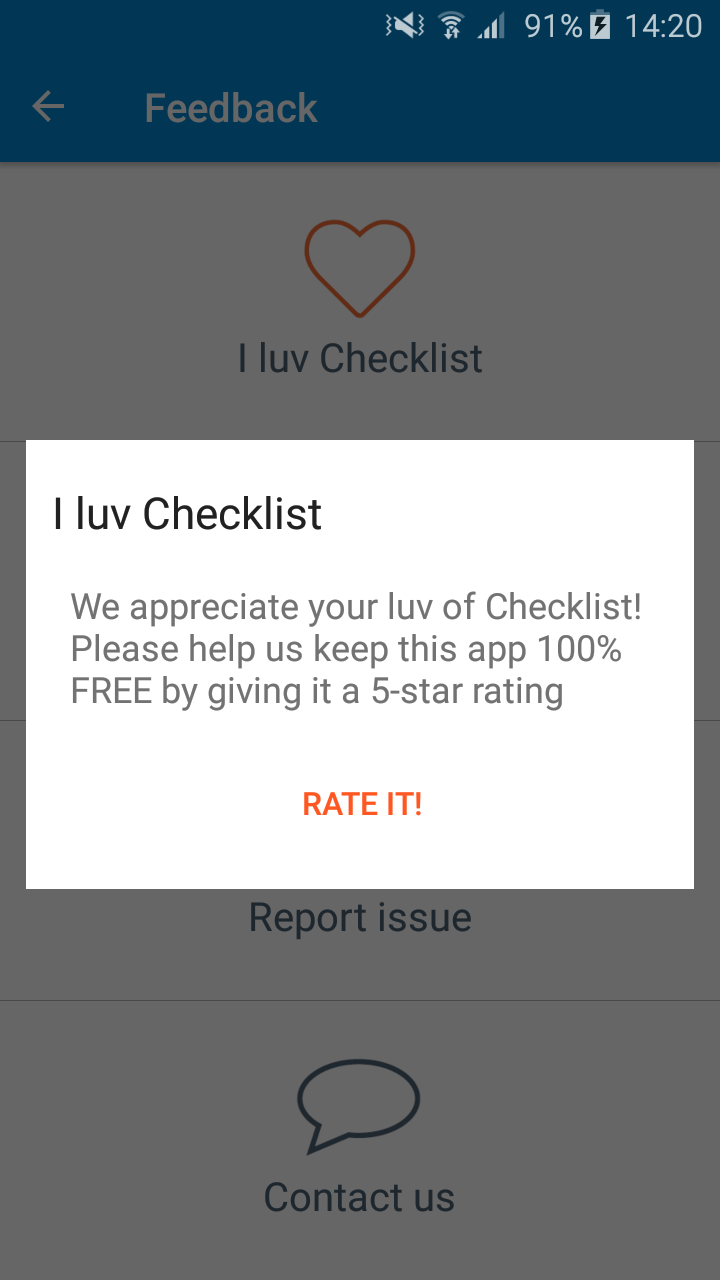 91% 14:20
Feedback
I luv Checklist
I luv Checklist
We appreciate your luv of Checklist!
Please help us keep this app 100%
FREE by giving it a 5-star rating
RATE IT!
Report issue
Contact us